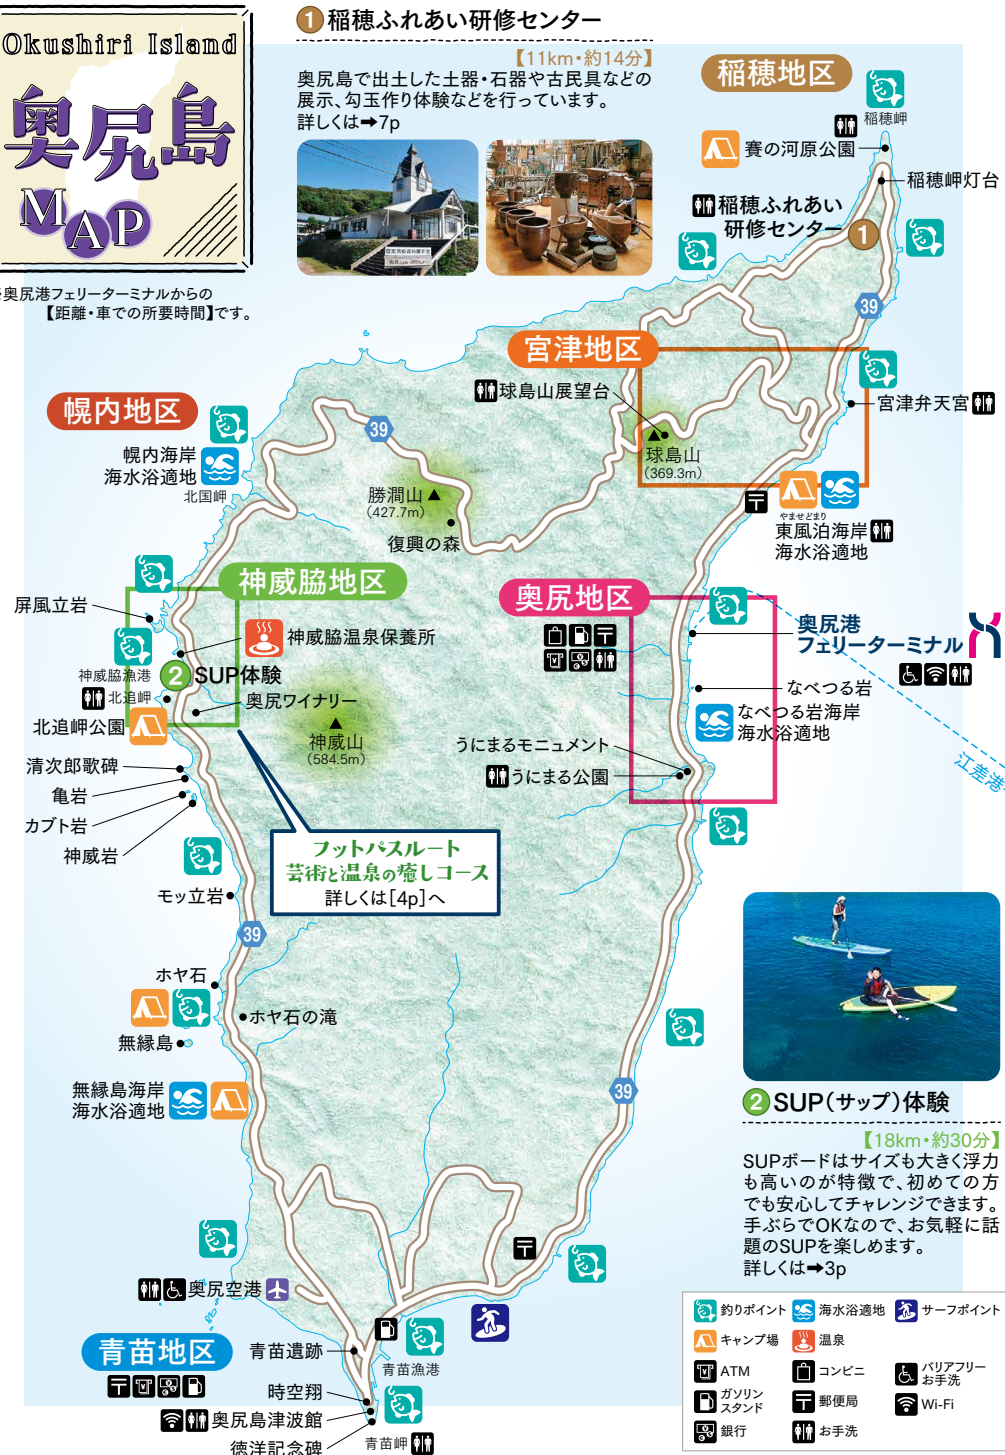 Okushiri Island
奥尻島
MAP
※奥尻港フェリーターミナルからの
【距離・車での所要時間】です。
1 稲穂ふれあい研修センター
【11km・約14分】
奥尻島で出土した土器・石器や古民具などの
展示、勾玉作り体験などを行っています。
詳しくは➡7p
稲穂地区
稲穂岬
賽の河原公園
稲穂岬灯台
稲穂ふれあい
研修センター
1
39
宮津地区
球島山展望台
球島山
(369.3m)
宮津弁天宮
やませどまり
東風泊海岸
海水浴適地
幌内地区
幌内海岸
海水浴適地
北国岬
39
勝澗山
(427.7m)
復興の森
神威脇地区
屏風立岩
神威脇温泉保養所
神威脇漁港
2 SUP体験
北追岬
奥尻ワイナリー
北追岬公園
神威山
(584.5m)
清次郎歌碑
亀岩
カブト岩
神威岩
フットパスルート
芸術と温泉の癒しコース
詳しくは[4p]へ
モッ立岩
39
ホヤ石
ホヤ石の滝
無縁島
無縁島海岸
海水浴適地
奥尻地区
奥尻港
フェリーターミナル
なべつる岩
なべつる岩海岸
海水浴適地
うにまるモニュメント
うにまる公園
江差港
39
2 SUP(サップ)体験
【18km・約30分】
SUPボードはサイズも大きく浮力
も高いのが特徴で、初めての方
でも安心してチャレンジできます。
手ぶらでOKなので、お気軽に話
題のSUPを楽しめます。
詳しくは➡3p
奥尻空港
青苗地区
青苗遺跡
青苗漁港
時空翔
奥尻島津波館
徳洋記念碑
青苗岬
釣りポイント
海水浴適地
サーフポイント
キャンプ場
温泉
ATM
コンビニ
バリアフリー
お手洗
ガソリン
スタンド
郵便局
Wi-Fi
銀行
お手洗